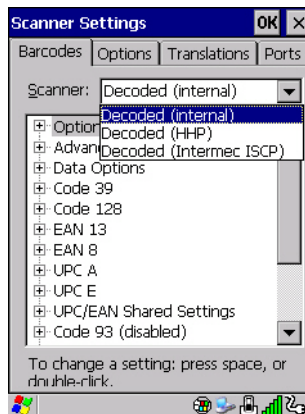 Scanner Settings OK ×
Barcodes Options Translations Ports
Scanner: Decoded (internal)
Decoded (internal)
Decoded (HHP)
Decoded (Intermec ISCP)
Option
Advan
Data Options
Code 39
Code 128
EAN 13
EAN 8
UPC A
UPC E
UPC/EAN Shared Settings
Code 93 (disabled)
To change a setting: press space, or
double-click.